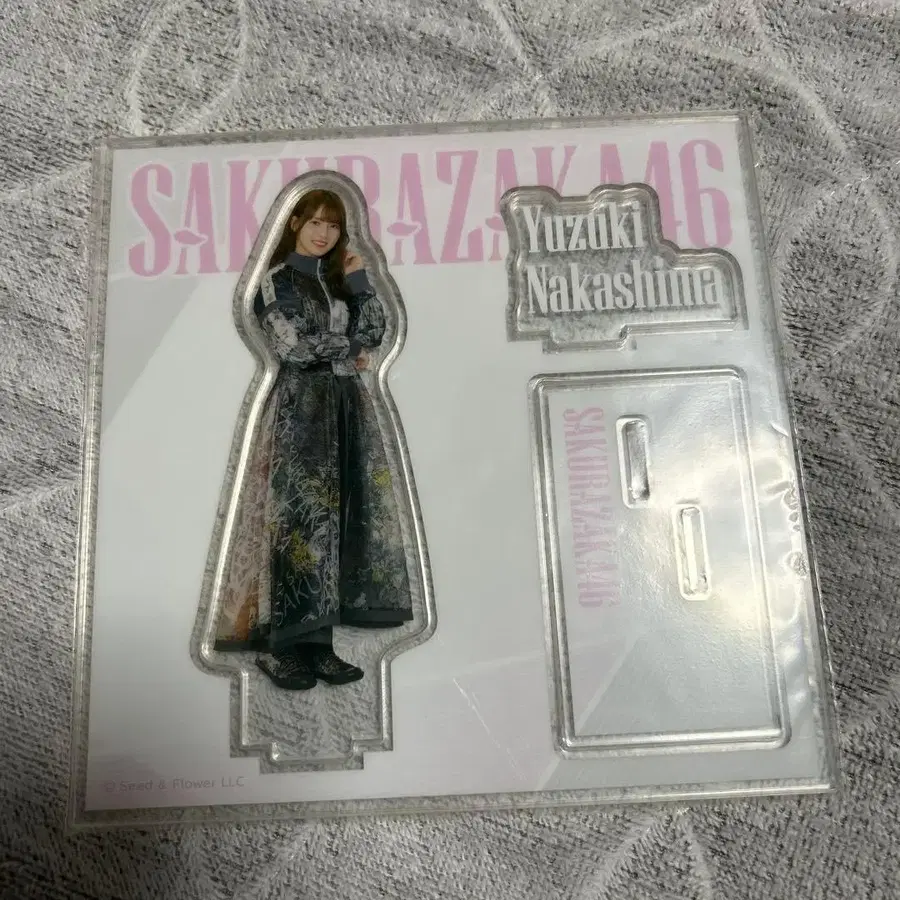 SAKURAZAKA46
Yuzuki
Nakashima
SAKURAZAKA46
© Seed & Flower LLC